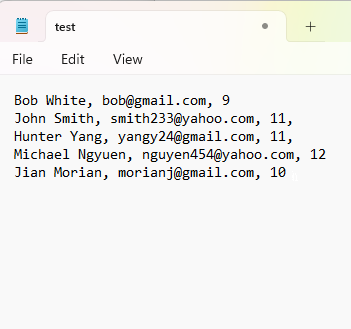 test
File Edit View
Bob White, bob@gmail.com, 9
John Smith, smith233@yahoo.com, 11,
Hunter Yang, yangy24@gmail.com, 11,
Michael Ngyuen, nguyen454@yahoo.com, 12
Jian Morian, morianj@gmail.com, 10